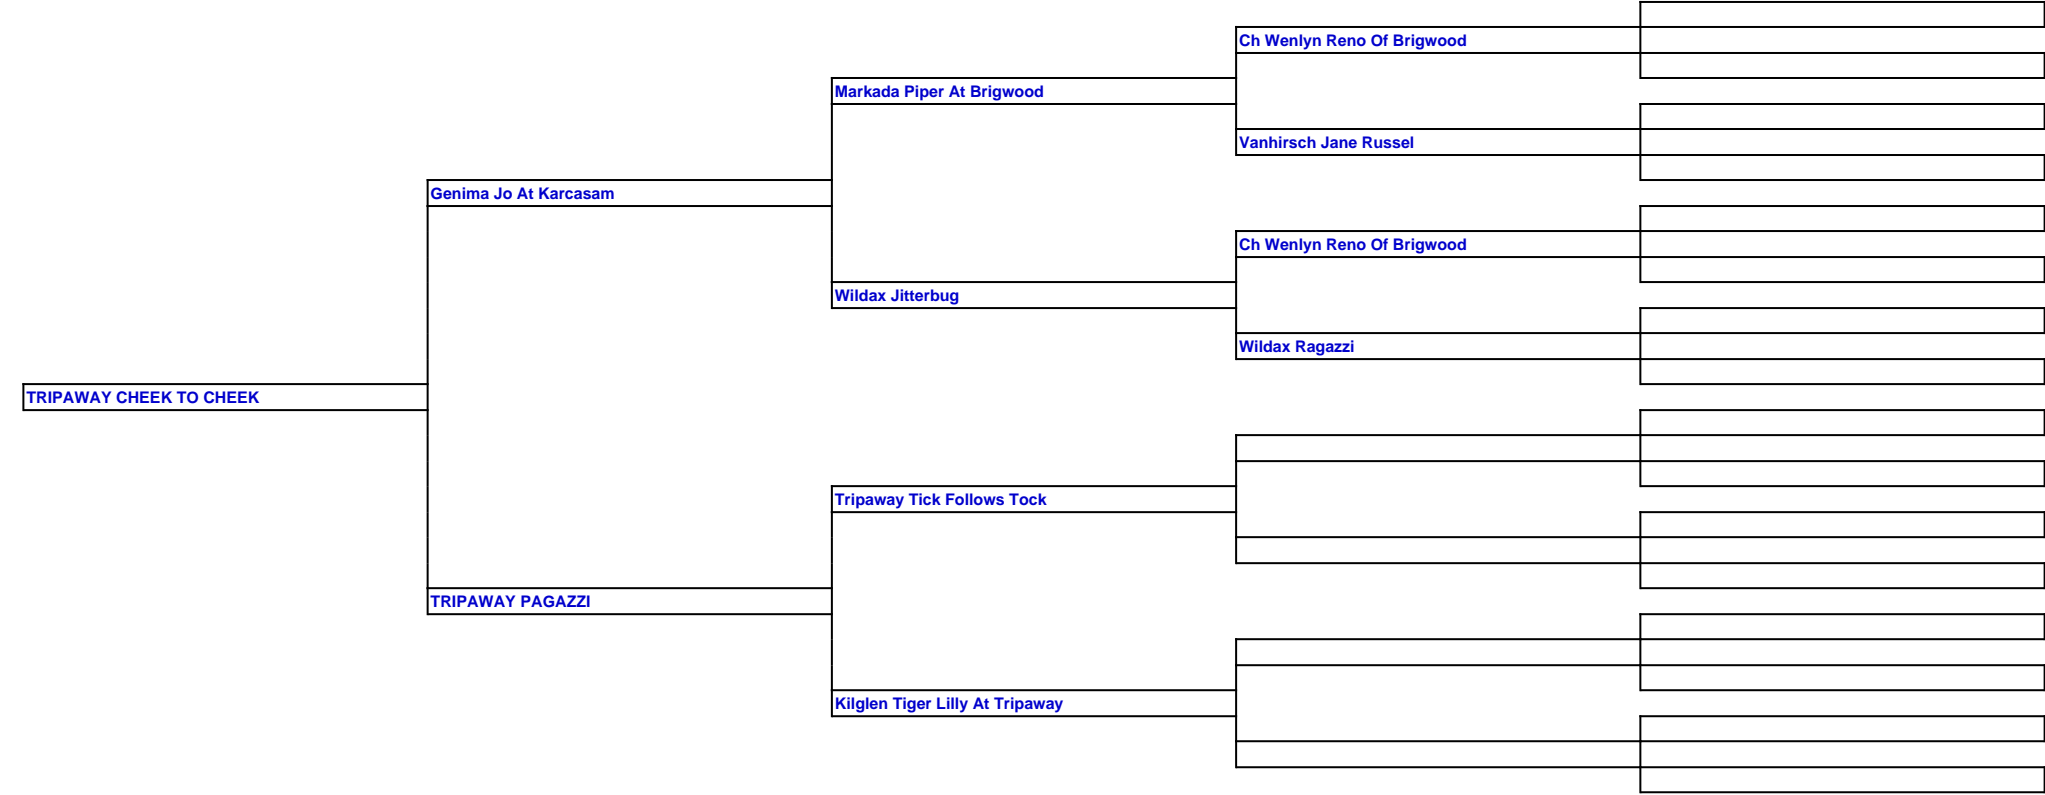 Ch Wenlyn Reno Of Brigwood
Markada Piper At Brigwood
Vanhirsch Jane Russel
Genima Jo At Karcasam
Ch Wenlyn Reno Of Brigwood
Wildax Jitterbug
Wildax Ragazzi
TRIPAWAY CHEEK TO CHEEK
Tripaway Tick Follows Tock
TRIPAWAY PAGAZZI
Kilglen Tiger Lilly At Tripaway